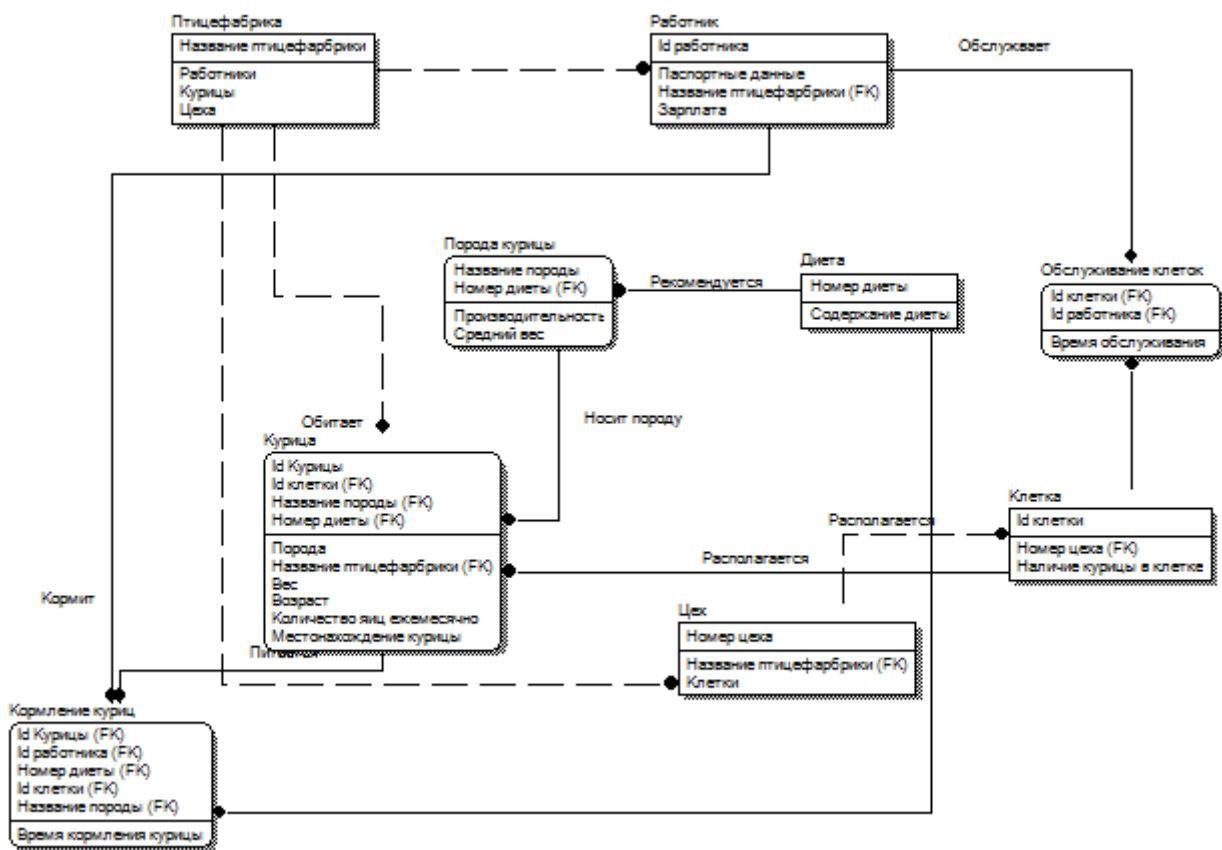 Птицефабрика
Название птицефарбрики
Работники
Курицы
Цеха
Работник
Id работника
Паспортные данные
Название птицефарбрики (FK)
Зарплата
Обслуживает
Порода курицы
Название породы
Номер диеты (FK)
Производительность
Средний вес
Рекомендуется
Диета
Номер диеты
Содержание диеты
Обслуживание клеток
Id клетки (FK)
Id работника (FK)
Время обслуживания
Обитает
Носит породу
Курица
Id Курицы
Id клетки (FK)
Название породы (FK)
Номер диеты (FK)
Порода
Название птицефарбрики (FK)
Вес
Возраст
Количество яиц ежемесячно
Местонахождение курицы
Располагается
Располагается
Клетка
Id клетки
Номер цеха (FK)
Наличие курицы в клетке
Кормит
Цех
Номер цеха
Название птицефарбрики (FK)
Клетки
Кормление куриц
Id Курицы (FK)
Id работника (FK)
Номер диеты (FK)
Id клетки (FK)
Название породы (FK)
Время кормления курицы